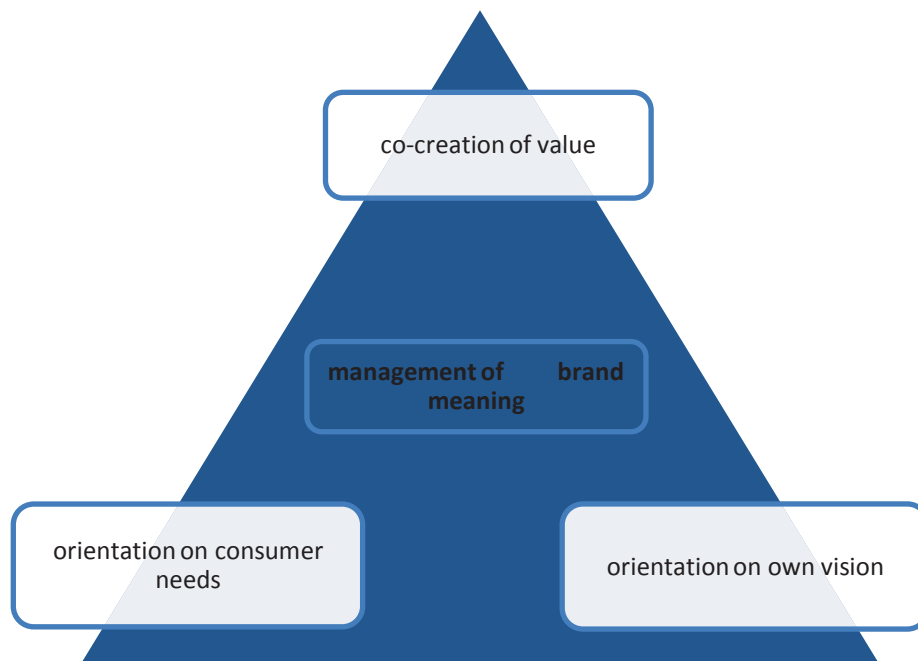 co-creation of value
management of brand
meaning
orientation on consumer
needs
orientation on own vision